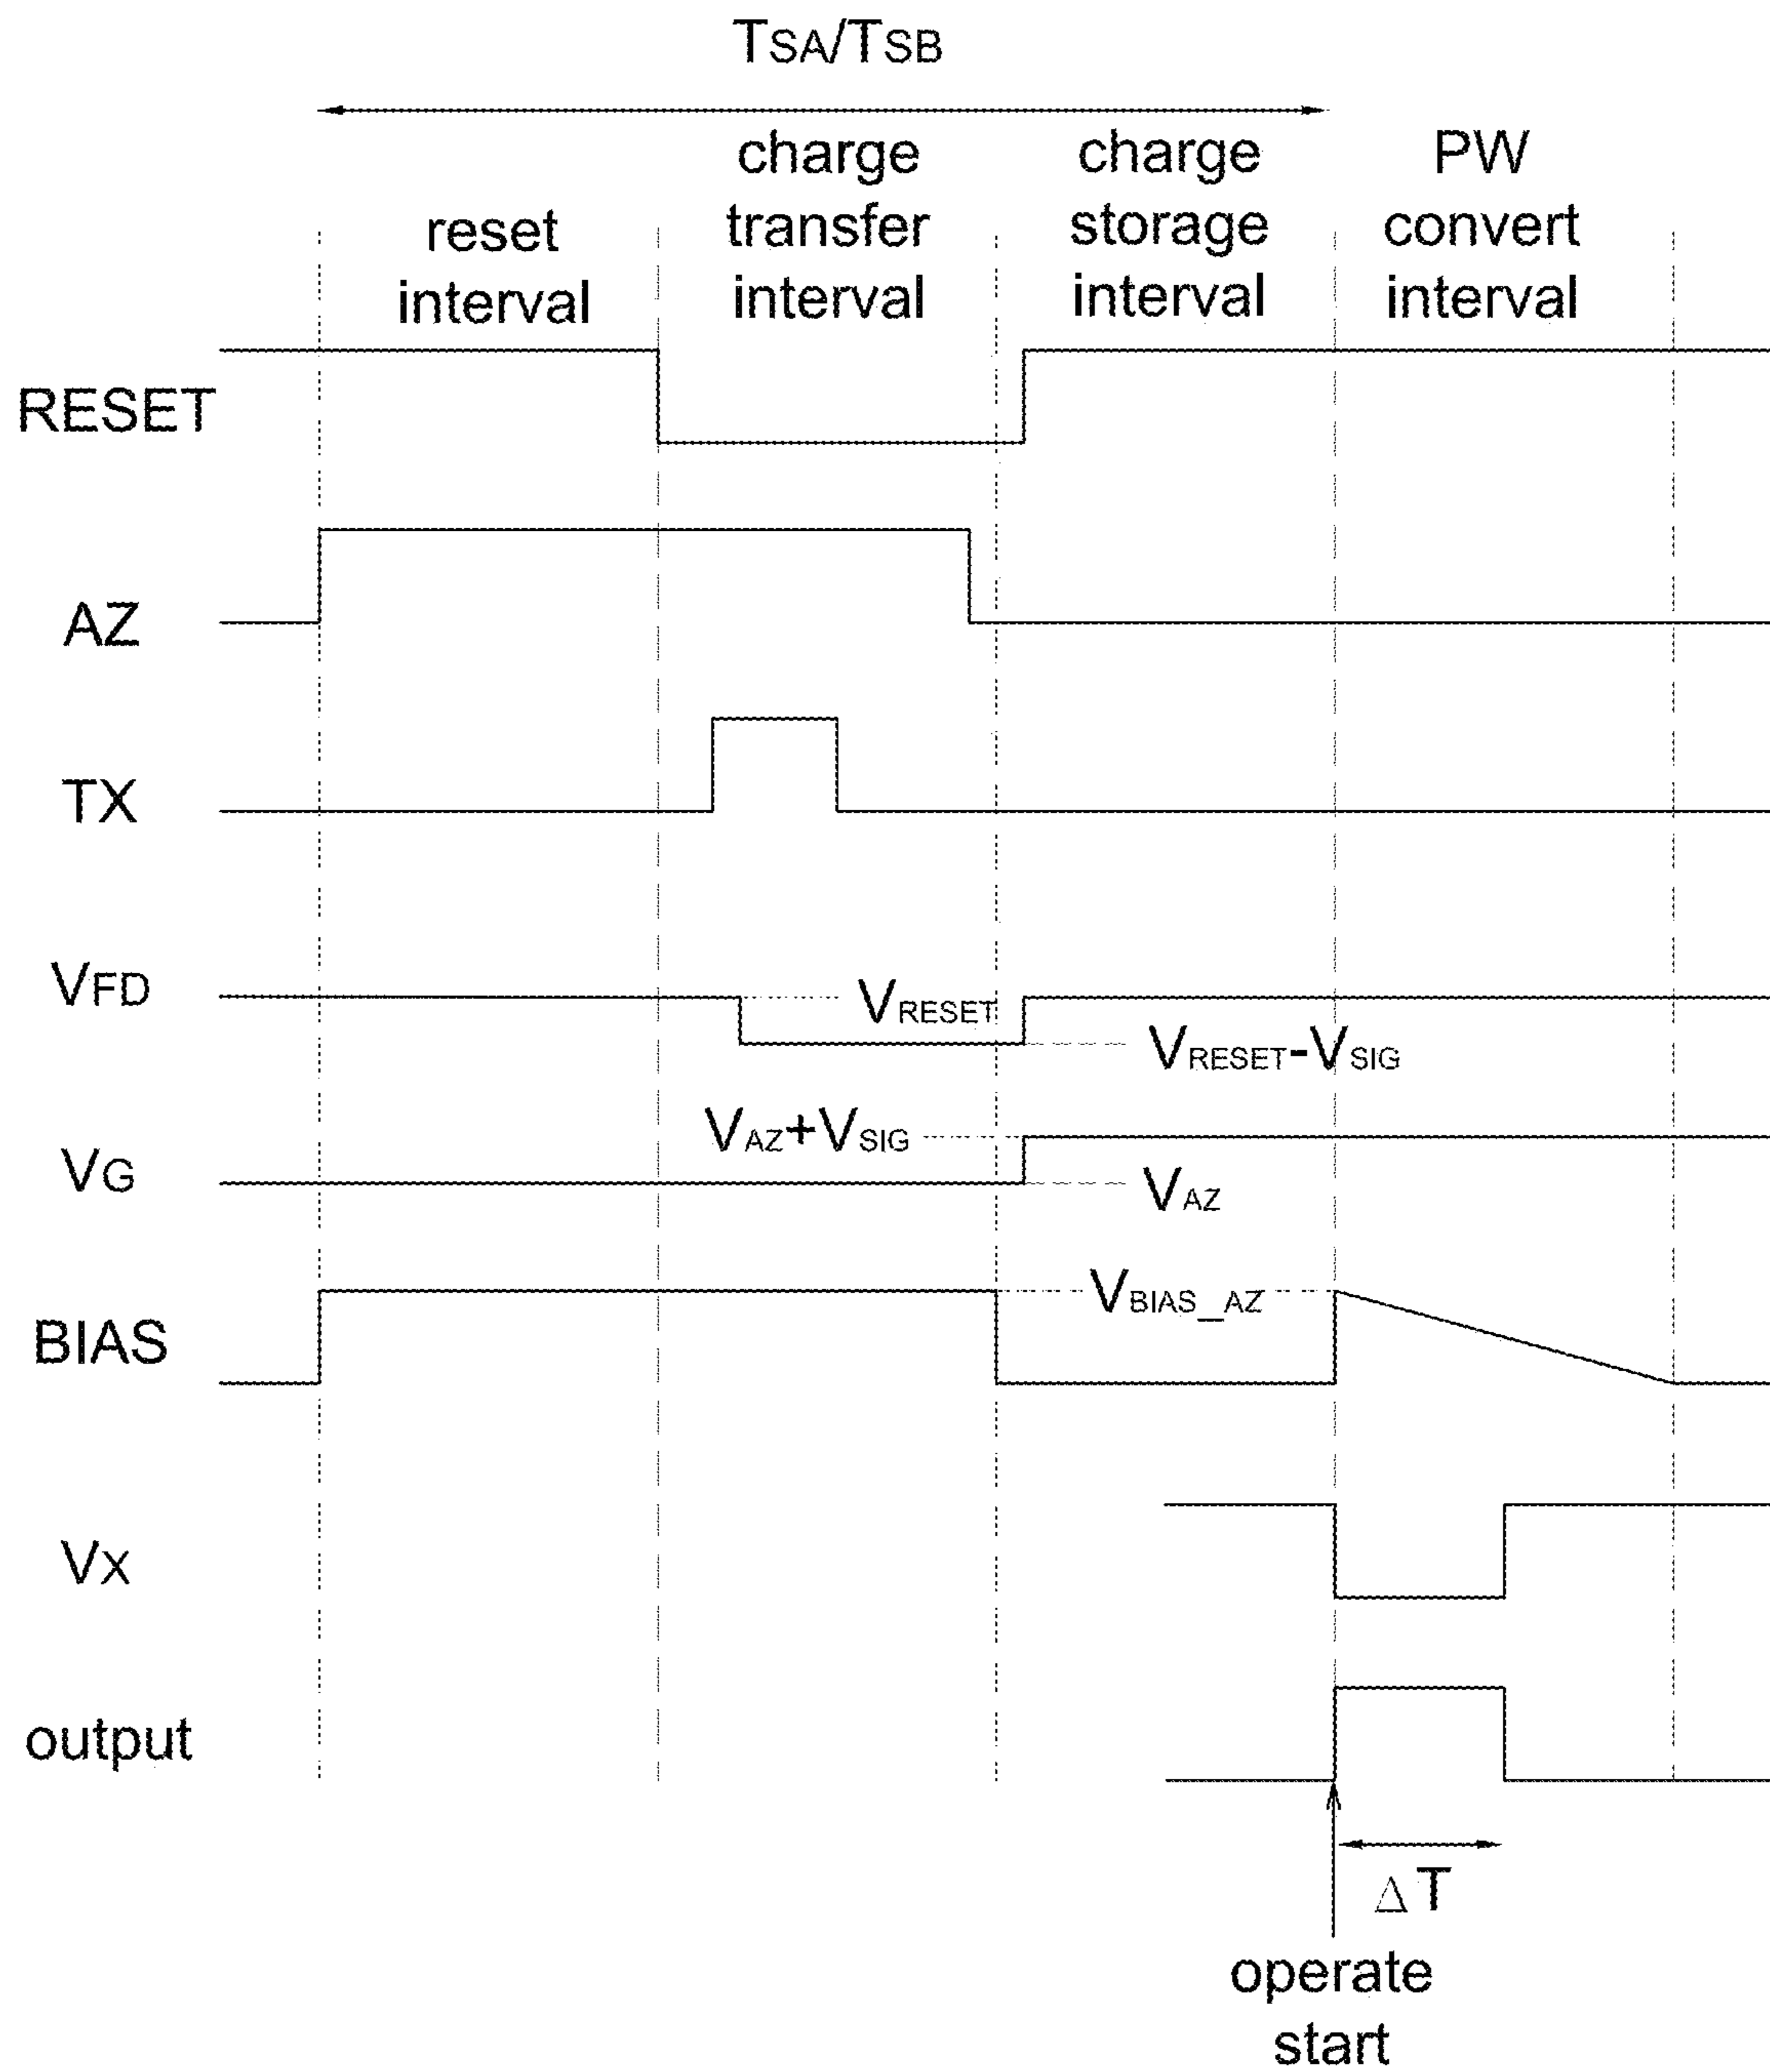 TSA/TSB
reset
interval
charge
transfer
interval
charge
storage
interval
PW
convert
interval
RESET
AZ
TX
VFD
VRESET
VRESET-VSIG
VAZ+VSIG
VG
VAZ
VBIAS_AZ
BIAS
VX
output
ΔT
operate
start